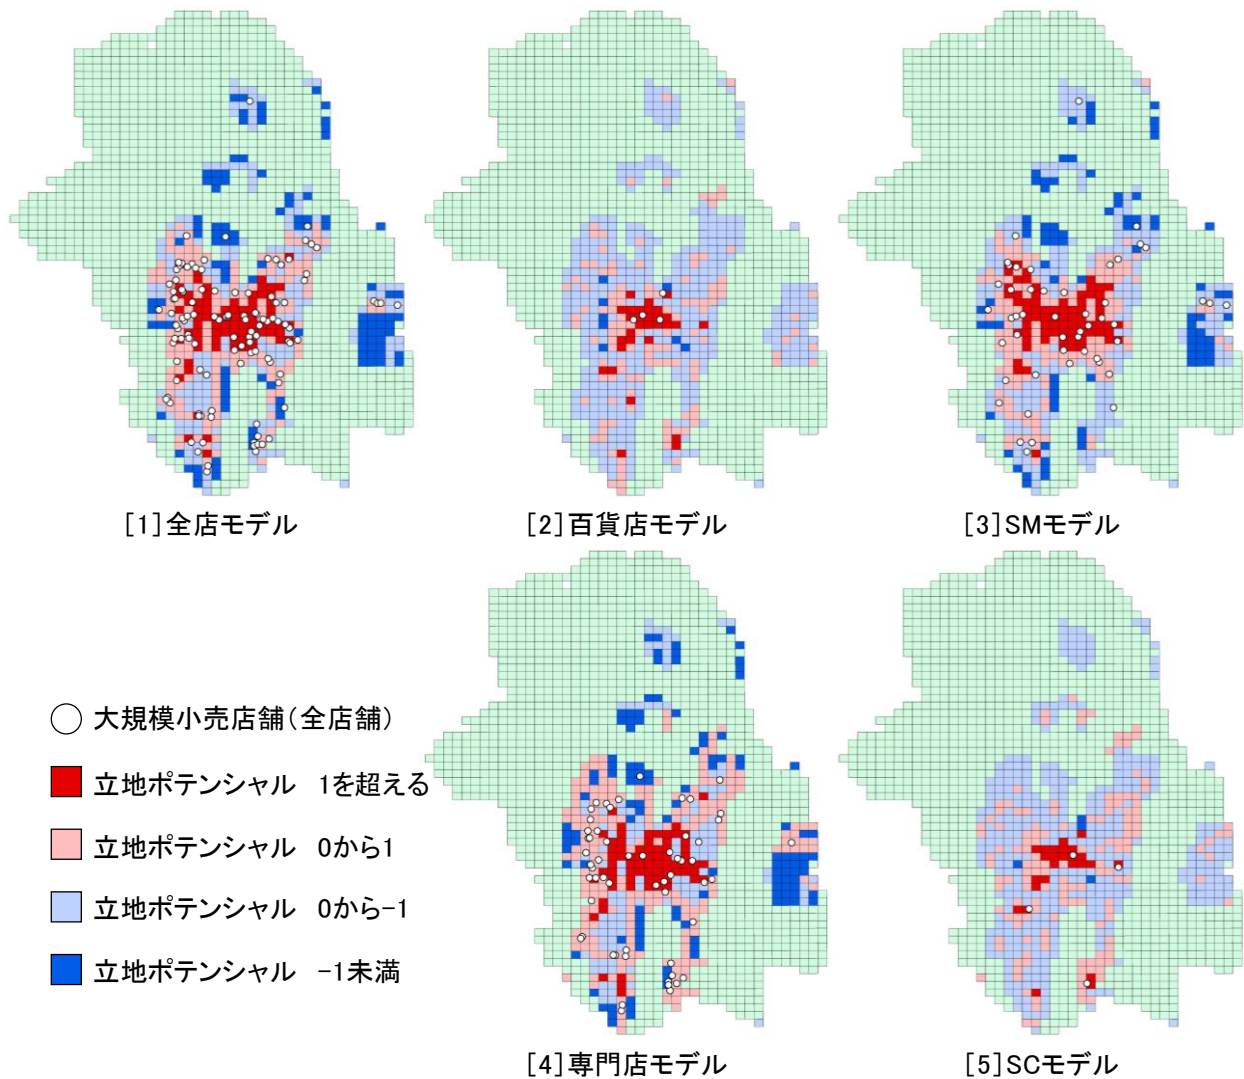 [1]全店モデル
[2]百貨店モデル
[3]SMモデル
大規模小売店舗(全店舗)
立地ポテンシャル 1を超える
立地ポテンシャル 0から1
立地ポテンシャル 0から-1
立地ポテンシャル -1未満
[4]専門店モデル
[5]SCモデル